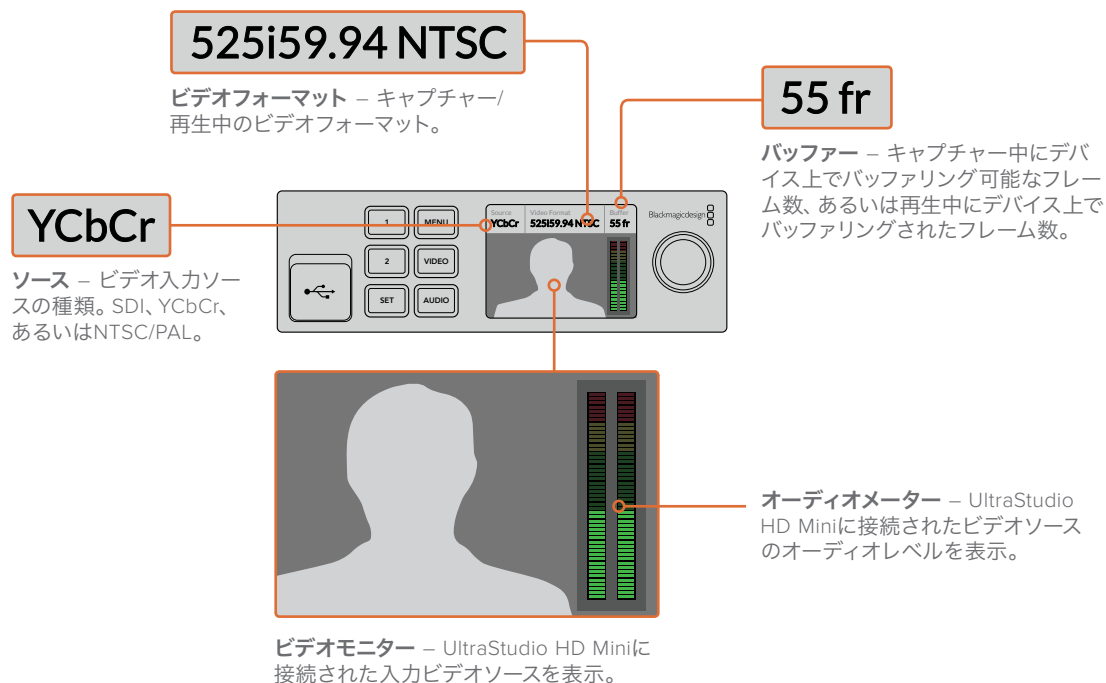 525i59.94 NTSC
ビデオフォーマット – キャプチャー/
再生中のビデオフォーマット。
55 fr
バッファー – キャプチャー中にデバ
イス上でバッファリング可能なフレー
ム数、あるいは再生中にデバイス上で
バッファリングされたフレーム数。
YCbCr
ソース – ビデオ入力ソー
スの種類。SDI、YCbCr、
あるいはNTSC/PAL。
1
MENU
2
VIDEO
SET
AUDIO
Source
YCbCr
Video Format
525I59.94 NTSC
Buffer
55 fr
Blackmagicdesign
オーディオメーター – UltraStudio
HD Miniに接続されたビデオソース
のオーディオレベルを表示。
ビデオモニター – UltraStudio HD Miniに
接続された入力ビデオソースを表示。